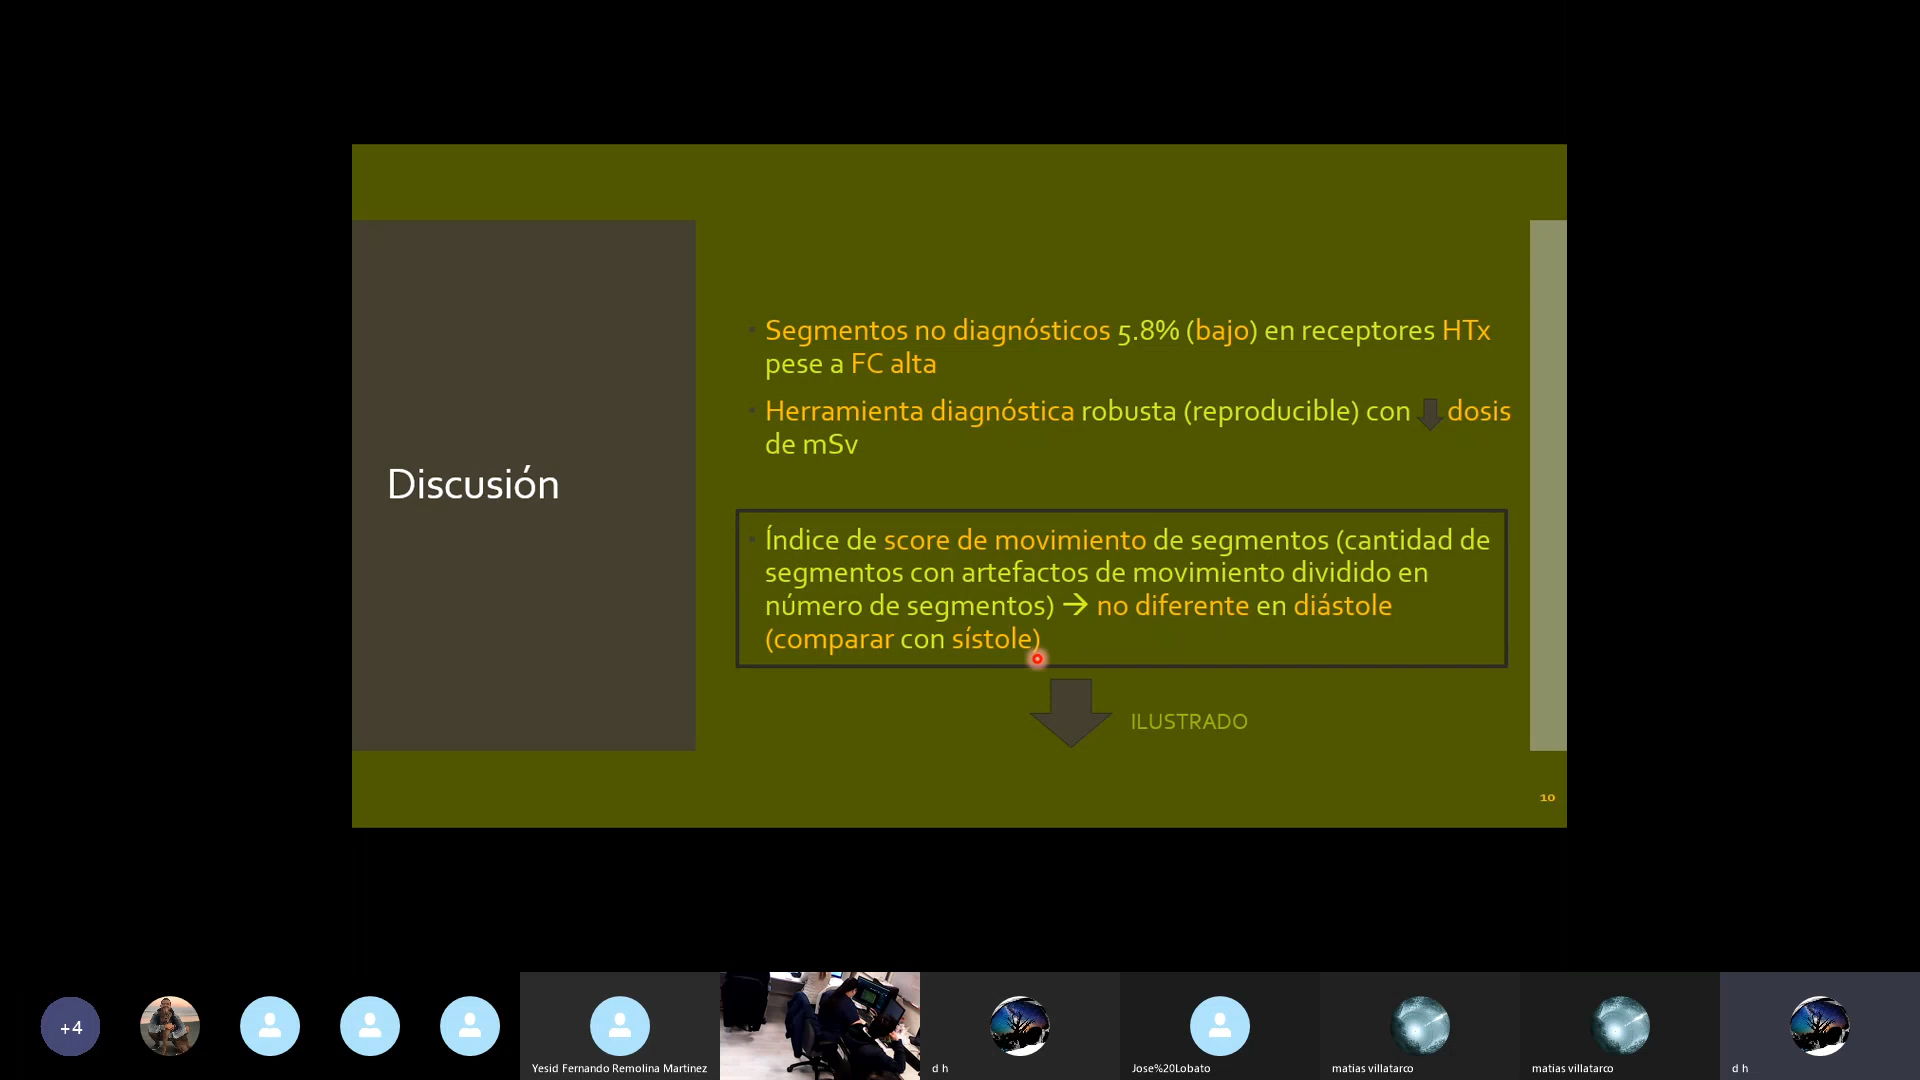 Discusión
Segmentos no diagnósticos 5.8% (bajo) en receptores HTx
pese a FC alta
Herramienta diagnóstica robusta (reproducible) con dosis
de mSv
Índice de score de movimiento de segmentos (cantidad de
segmentos con artefactos de movimiento dividido en
número de segmentos) → no diferente en diástole
(comparar con sístole)
ILUSTRADO
10
+4
Yesid Fernando Remolina Martinez
d h
Jose%20Lobato
matias villatarco
matias villatarco
d h